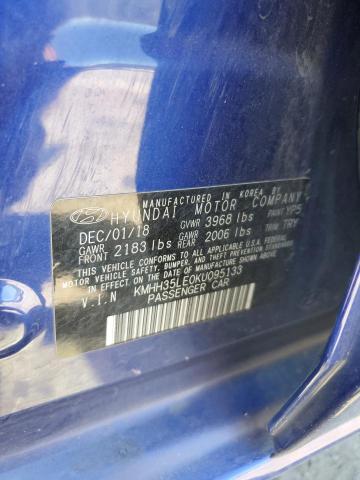 MANUFACTURED IN KOREA BY
HYUNDAI MOTOR COMPANY
DEC/01/18 GVWR 3968 lbs PAINT YP5
GAWR FRONT 2183 lbs GAWR REAR 2006 lbs TRIM TRY
THIS VEHICLE CONFORMS TO ALL APPLICABLE U.S. FEDERAL
MOTOR VEHICLE SAFETY, BUMPER, AND THEFT PREVENTION STANDARDS
IN EFFECT ON THE DATE OF MANUFACTURE SHOWN ABOVE.
V.I.N KMHH35LE0KU095133
PASSENGER CAR